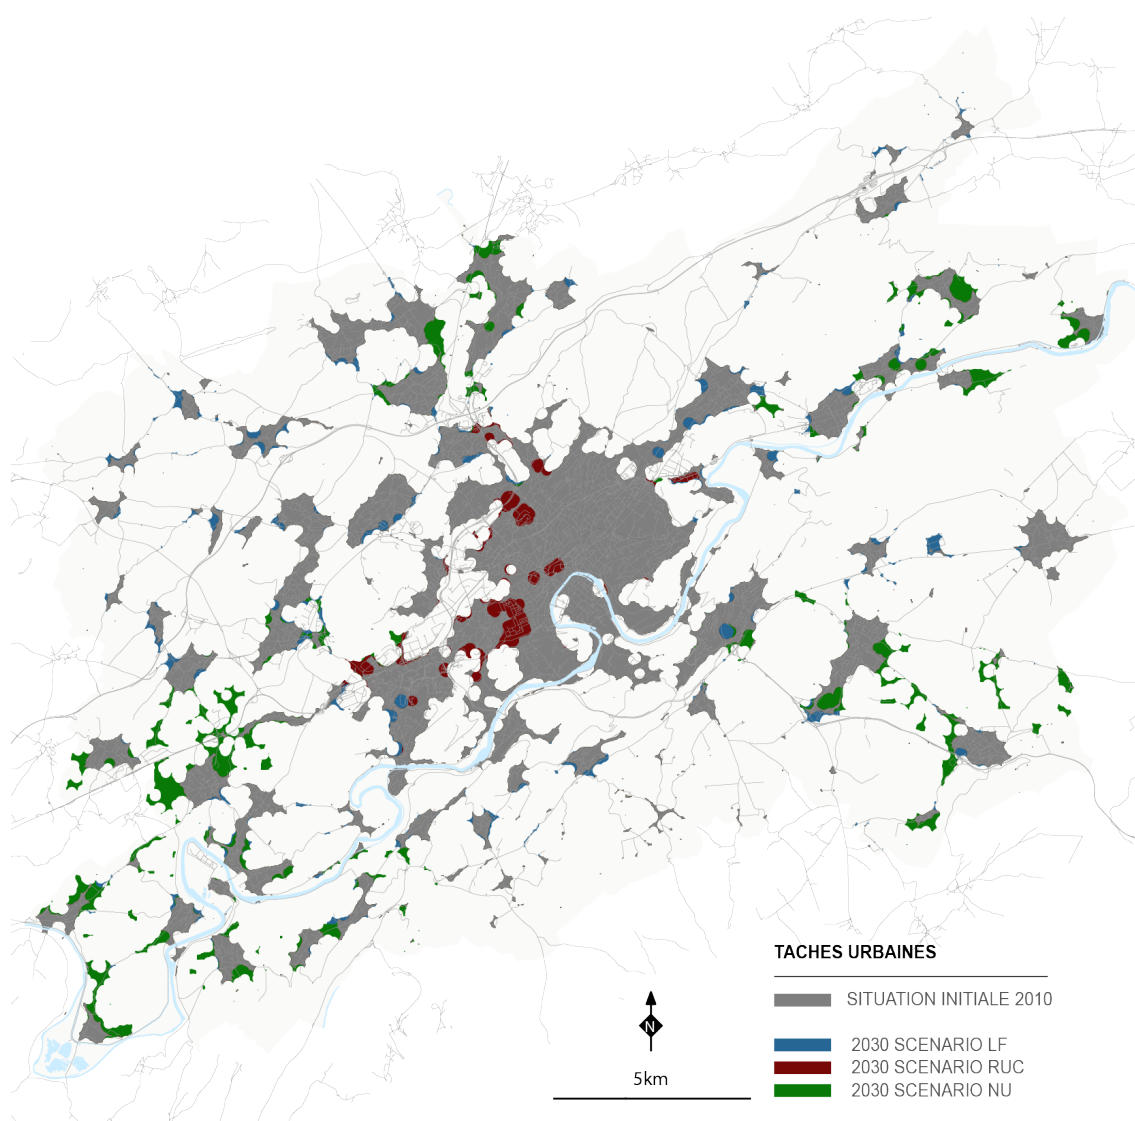 TACHES URBAINES
SITUATION INITIALE 2010
2030 SCENARIO LF
2030 SCENARIO RUC
2030 SCENARIO NU
N
5km